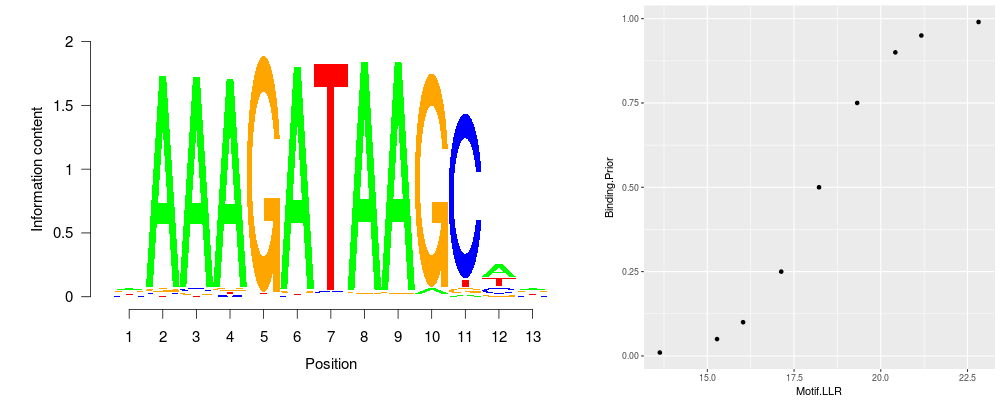 2
1.5
1
0.5
0
Information content
AAAGATAAGC
A
T
1 2 3 4 5 6 7 8 9 10 11 12 13
Position
1.00
0.75
0.50
0.25
0.00
Binding.Prior
15.0 17.5 20.0 22.5
Motif.LLR